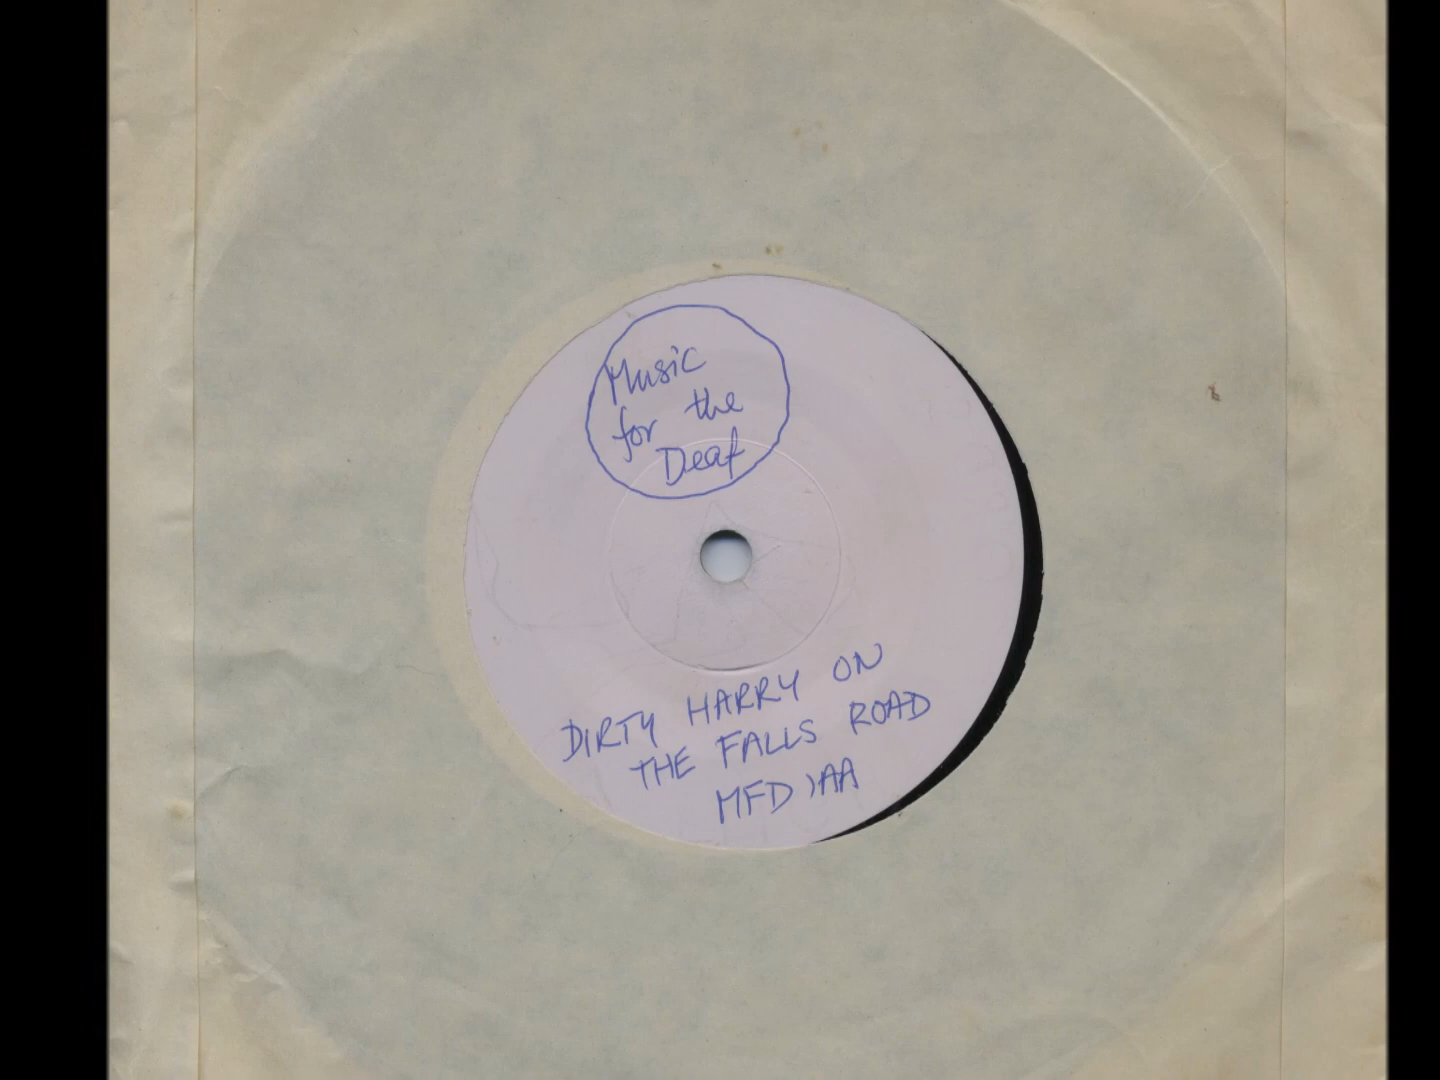 Music
for the
Deaf
DIRTY HARRY ON
THE FALLS ROAD
MFD 1AA